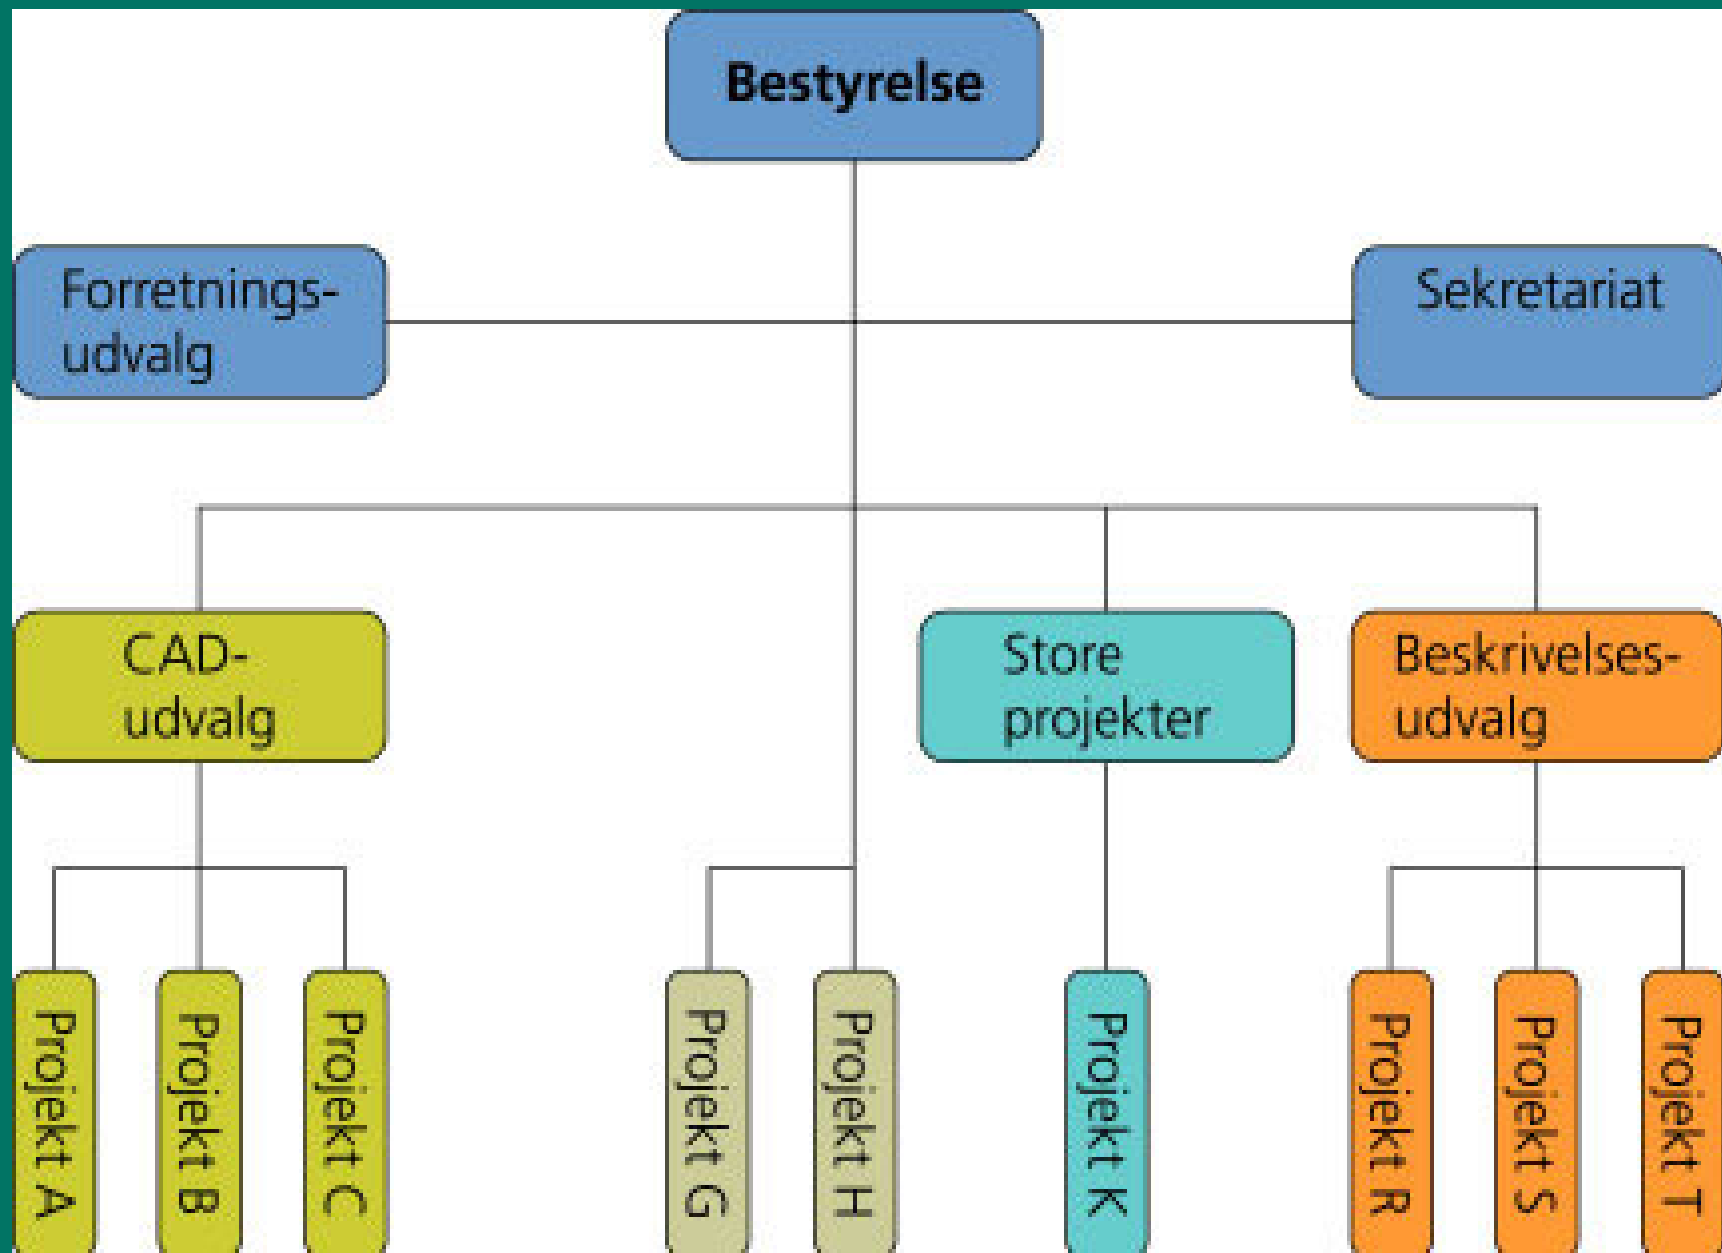 Bestyrelse
Forretnings-
udvalg
Sekretariat
CAD-
udvalg
Store
projekter
Beskrivelses-
udvalg
Projekt A
Projekt B
Projekt C
Projekt G
Projekt H
Projekt K
Projekt R
Projekt S
Projekt T